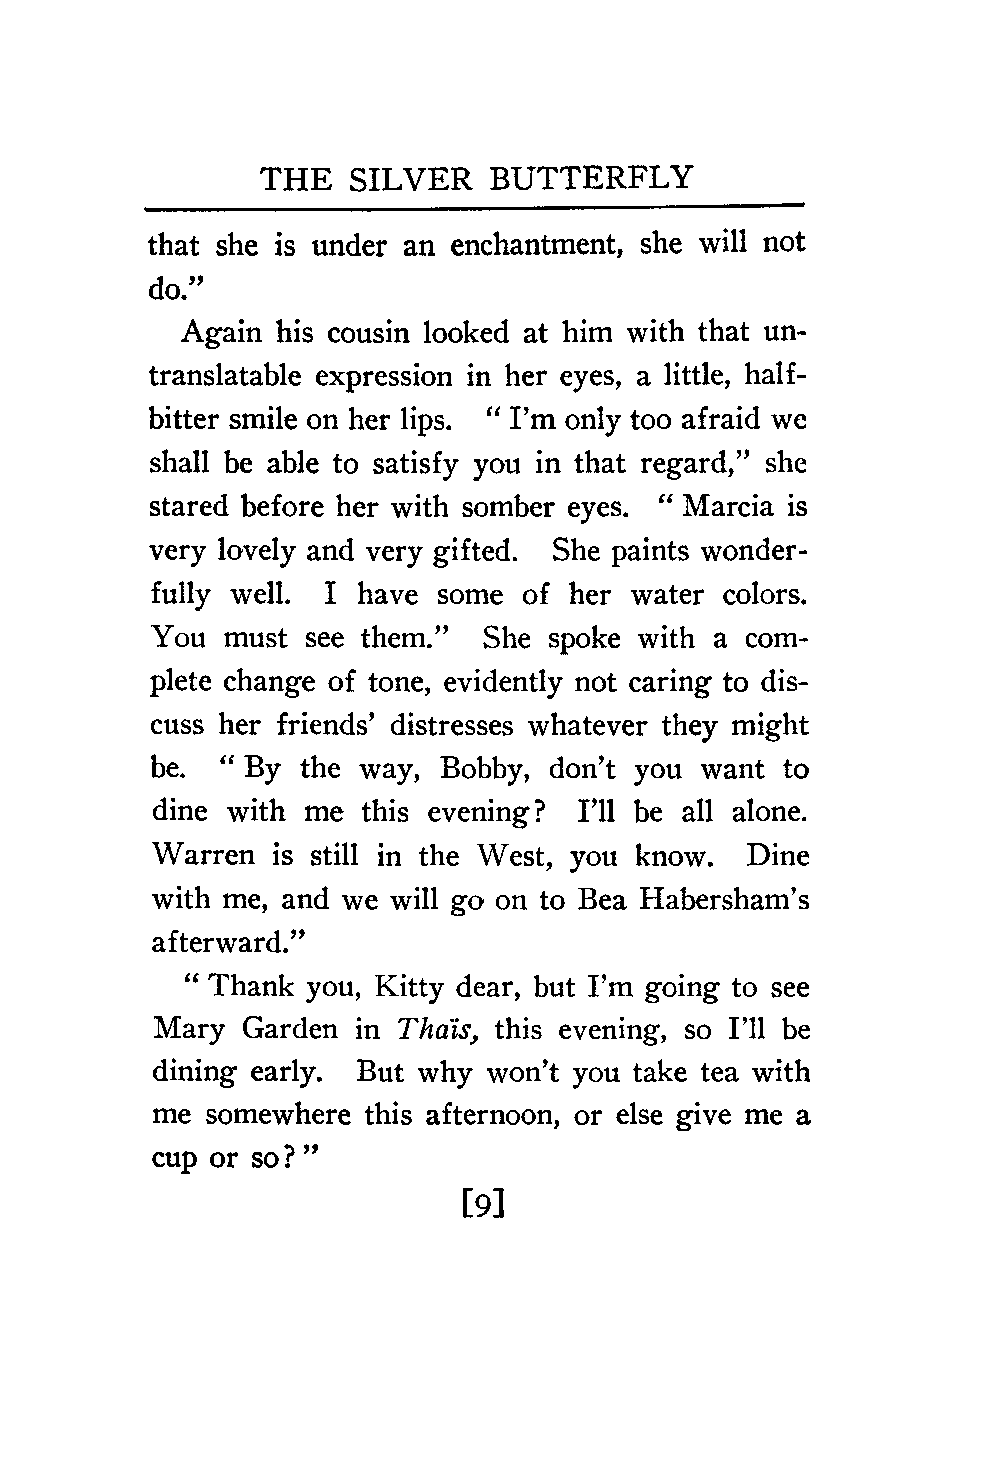 THE SILVER BUTTERFLY
that she is under an enchantment, she will not
do.”
Again his cousin looked at him with that un-
translatable expression in her eyes, a little, half-
bitter smile on her lips. “ I’m only too afraid we
shall be able to satisfy you in that regard,” she
stared before her with somber eyes. “ Marcia is
very lovely and very gifted. She paints wonder-
fully well. I have some of her water colors.
You must see them.” She spoke with a com-
plete change of tone, evidently not caring to dis-
cuss her friends’ distresses whatever they might
be. “ By the way, Bobby, don’t you want to
dine with me this evening? I’ll be all alone.
Warren is still in the West, you know. Dine
with me, and we will go on to Bea Habersham’s
afterward.”
“ Thank you, Kitty dear, but I’m going to see
Mary Garden in Thaïs, this evening, so I’ll be
dining early. But why won’t you take tea with
me somewhere this afternoon, or else give me a
cup or so? ”
[9]